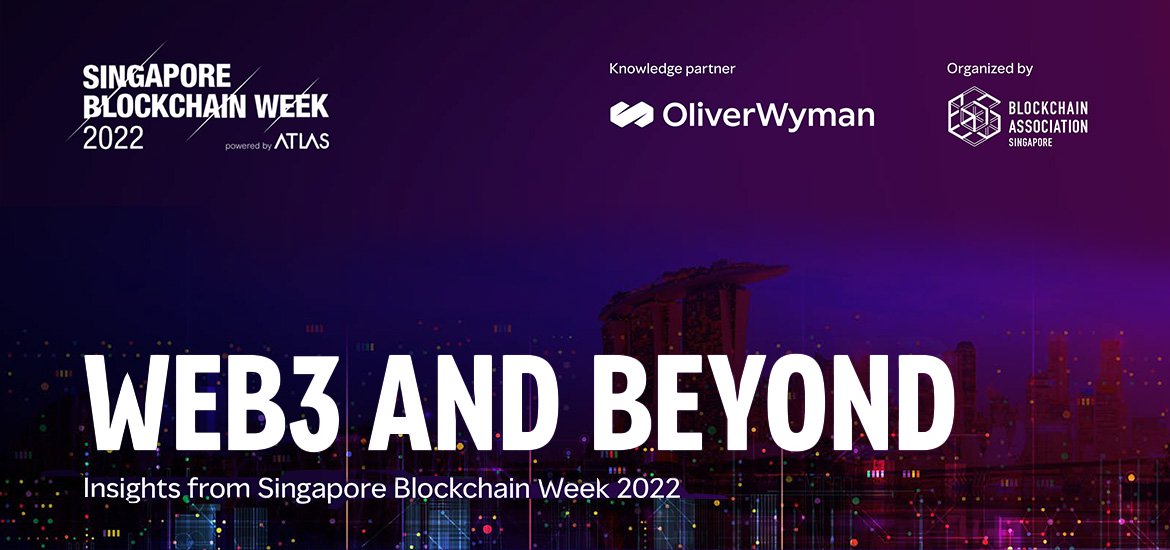 SINGAPORE
BLOCKCHAIN WEEK
2022
powered by ATLAS
Knowledge partner
OliverWyman
Organized by
BLOCKCHAIN
ASSOCIATION
SINGAPORE
WEB3 AND BEYOND
Insights from Singapore Blockchain Week 2022